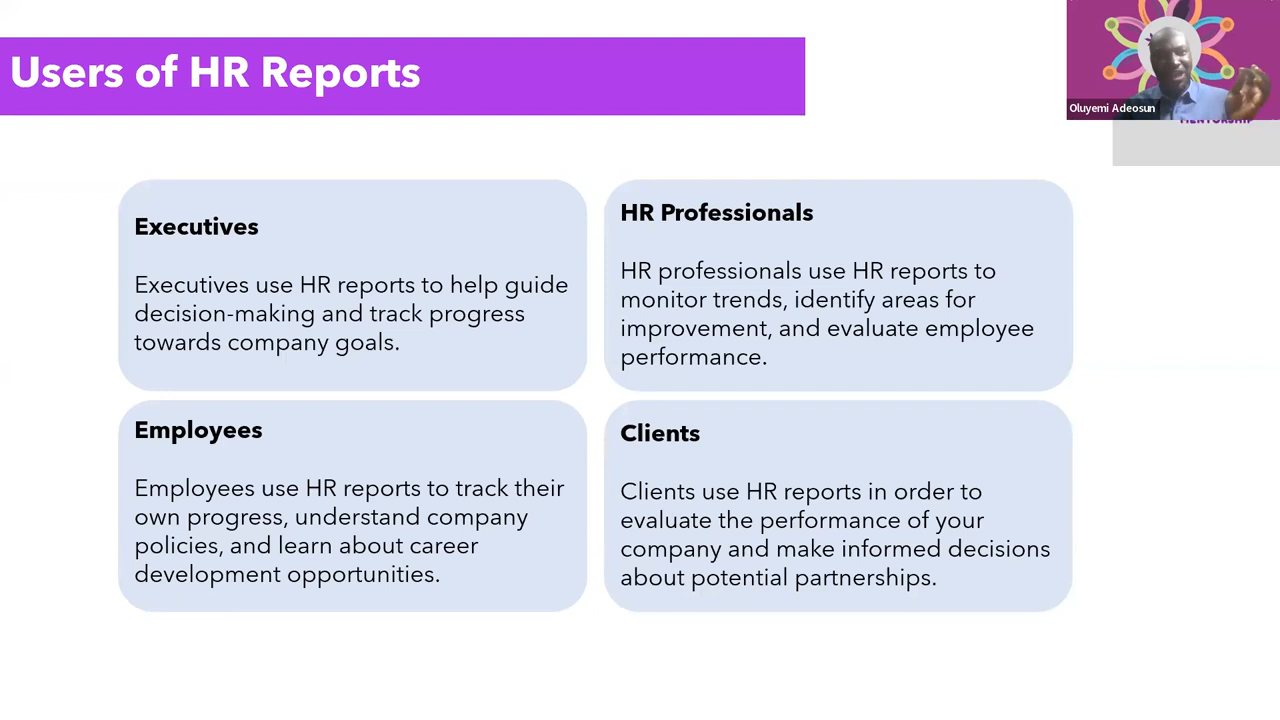 Users of HR Reports
Oluyemi Adeosun
MENTORSHIP
Executives
Executives use HR reports to help guide
decision-making and track progress
towards company goals.
HR Professionals
HR professionals use HR reports to
monitor trends, identify areas for
improvement, and evaluate employee
performance.
Employees
Employees use HR reports to track their
own progress, understand company
policies, and learn about career
development opportunities.
Clients
Clients use HR reports in order to
evaluate the performance of your
company and make informed decisions
about potential partnerships.